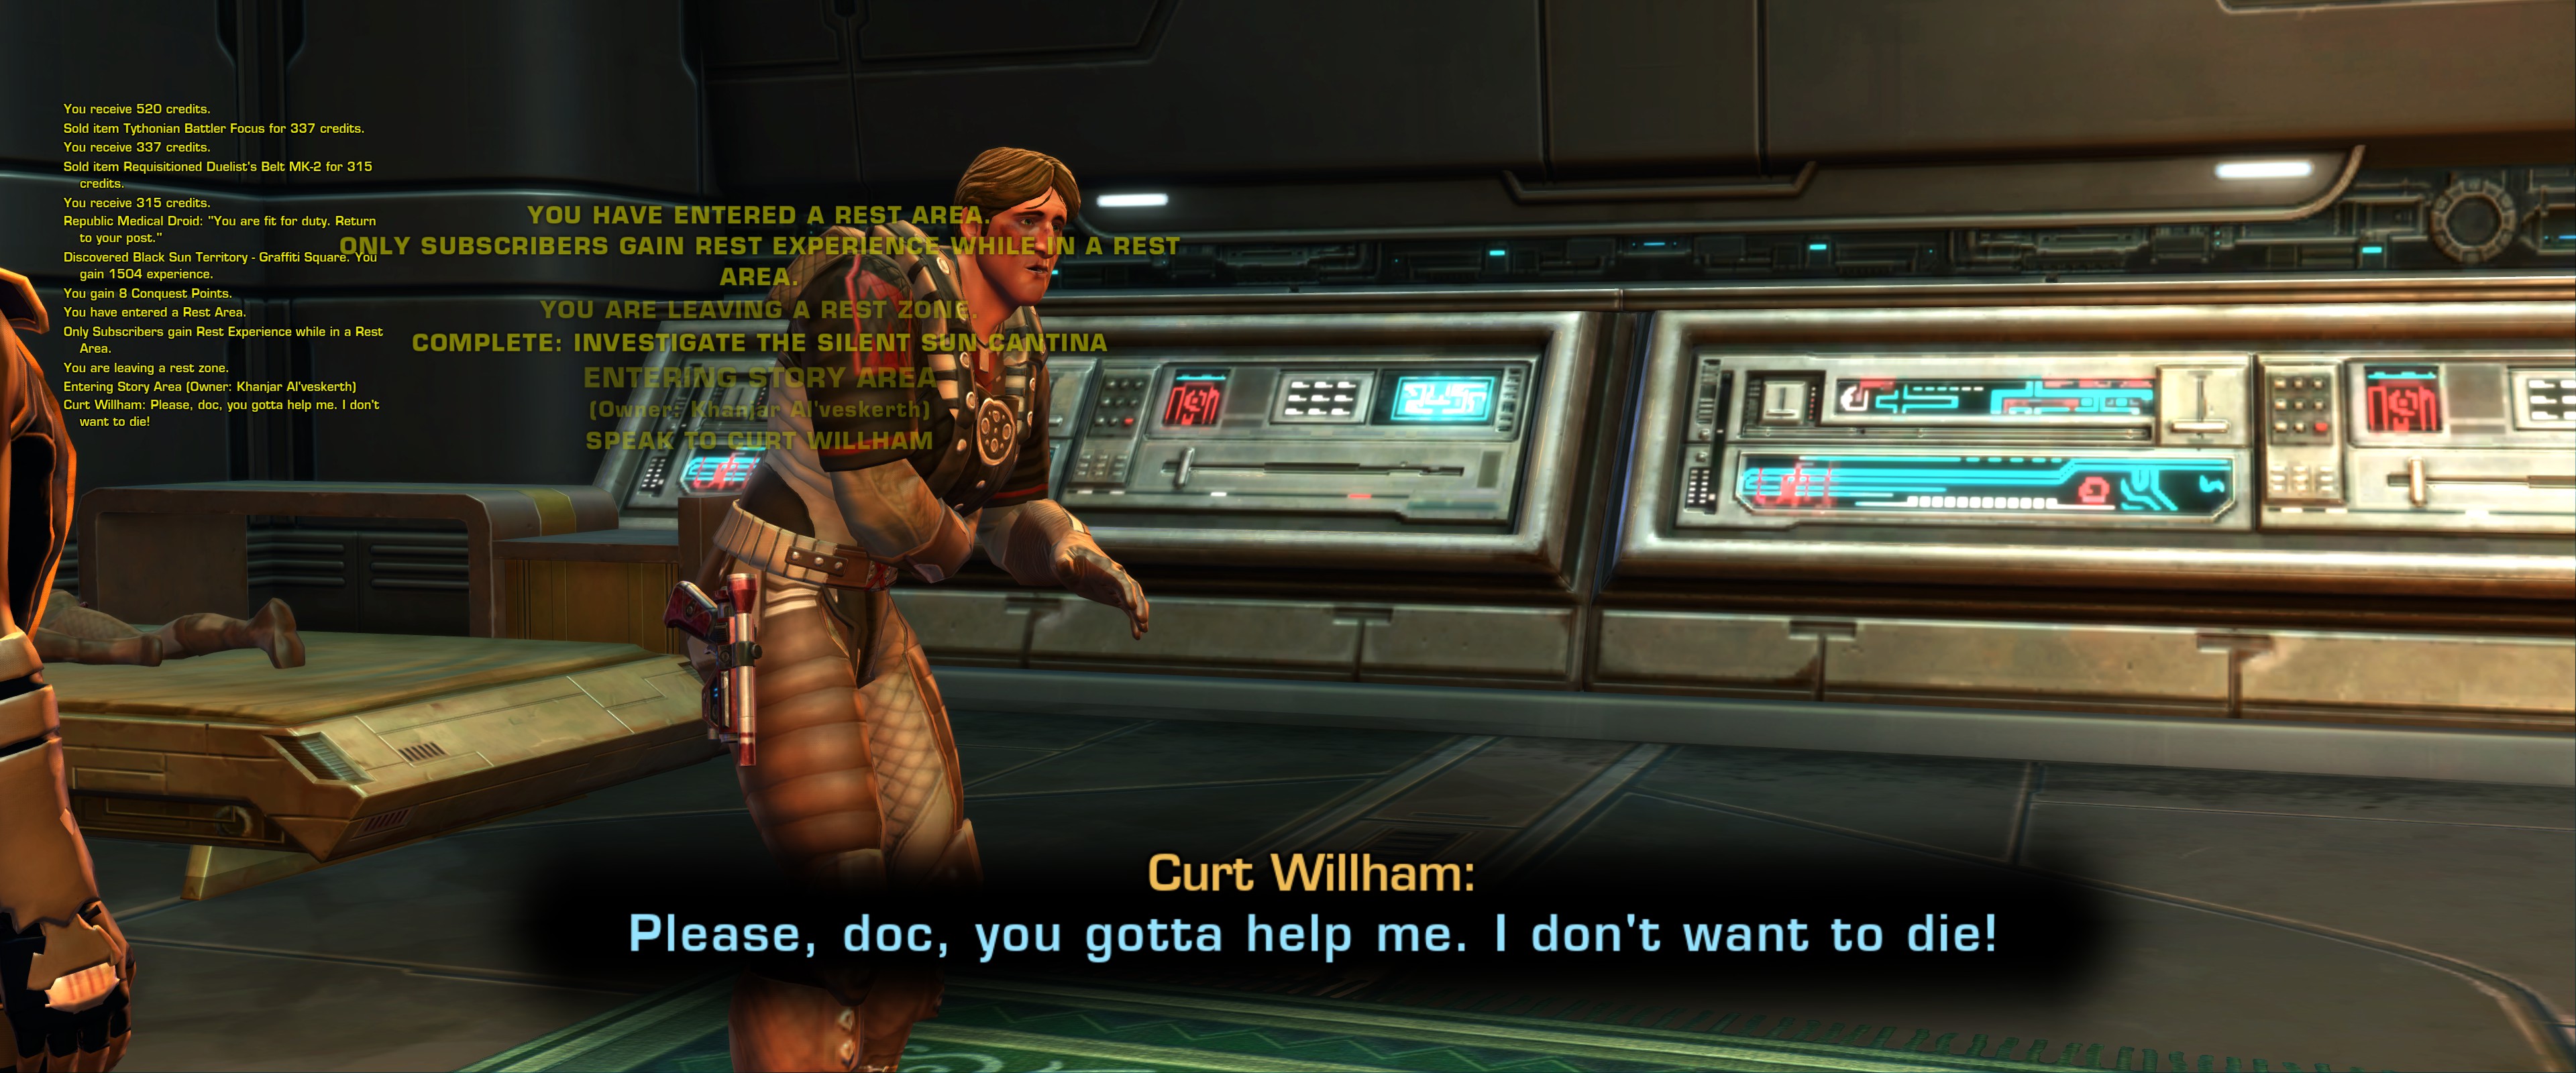 You receive 520 credits.
Sold item Tythonian Battler Focus for 337 credits.
You receive 337 credits.
Sold item Requisitioned Duelist's Belt MK-2 for 315
credits.
You receive 315 credits.
Republic Medical Droid: "You are fit for duty. Return
to your post."
Discovered Black Sun Territory - Graffiti Square. You
gain 1504 experience.
You gain 8 Conquest Points.
You have entered a Rest Area.
Only Subscribers gain Rest Experience while in a Rest
Area.
You are leaving a rest zone.
Entering Story Area (Owner: Khanjar Al'veskerth)
Curt Willham: Please, doc, you gotta help me. I don't
want to die!
YOU HAVE ENTERED A REST AREA.
ONLY SUBSCRIBERS GAIN REST EXPERIENCE WHILE IN A REST
AREA.
YOU ARE LEAVING A REST ZONE.
COMPLETE: INVESTIGATE THE SILENT SUN CANTINA
ENTERING STORY AREA
(Owner: Khanjar Al'veskerth)
SPEAK TO CURT WILLHAM
Curt Willham:
Please, doc, you gotta help me. I don't want to die!